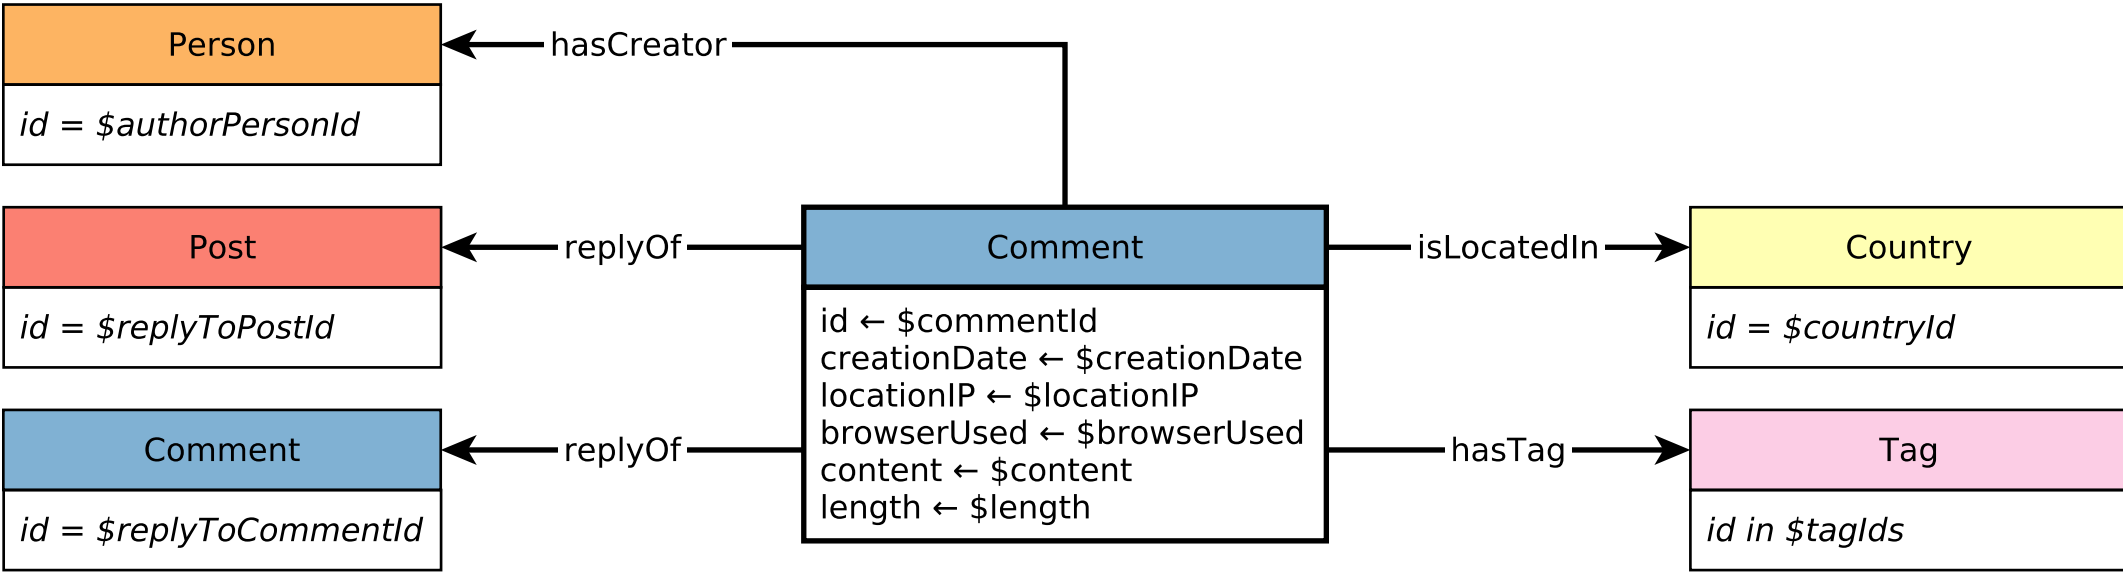 Person
id = $authorPersonId
hasCreator
Post
id = $replyToPostId
replyOf
Comment
id = $replyToCommentId
replyOf
Comment
id ← $commentId
creationDate ← $creationDate
locationIP ← $locationIP
browserUsed ← $browserUsed
content ← $content
length ← $length
isLocatedIn
Country
id = $countryId
hasTag
Tag
id in $tagIds